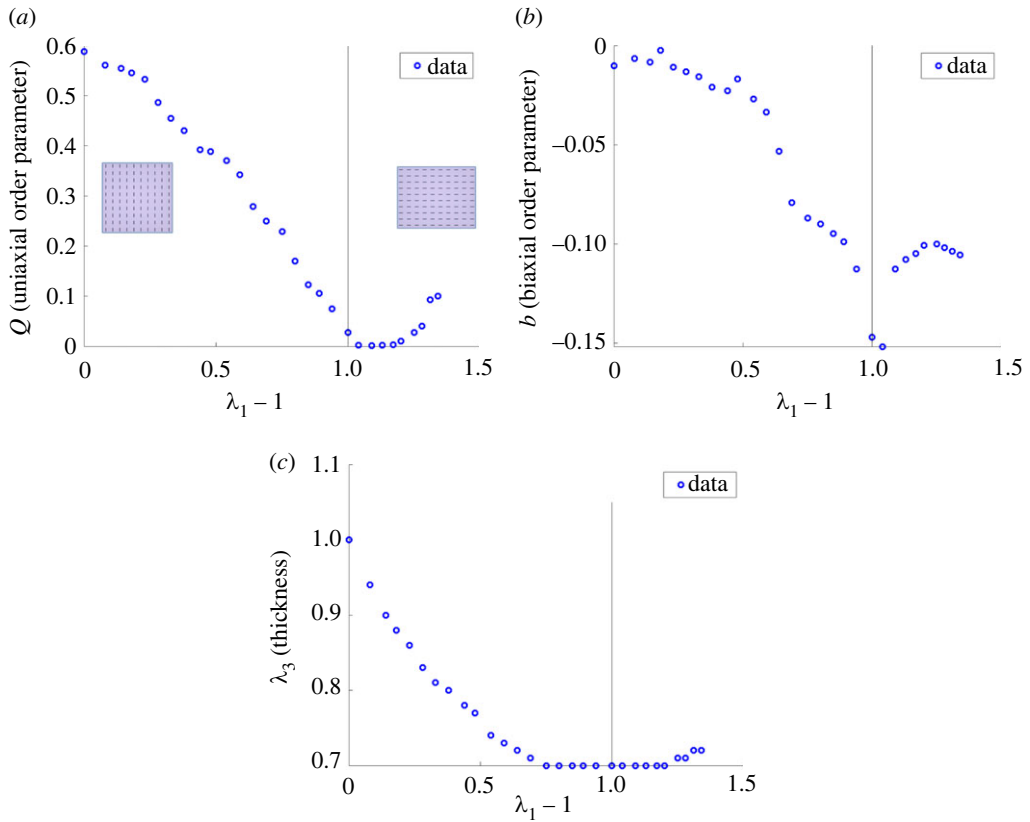 (a)
data
Q (uniaxial order parameter)
0.6
0.5
0.4
0.3
0.2
0.1
0
0
0.5
1.0
1.5
λ1 – 1
(b)
data
b (biaxial order parameter)
0
−0.05
−0.10
−0.15
0
0.5
1.0
1.5
λ1 – 1
(c)
data
λ3 (thickness)
1.1
1.0
0.9
0.8
0.7
0
0.5
1.0
1.5
λ1 – 1